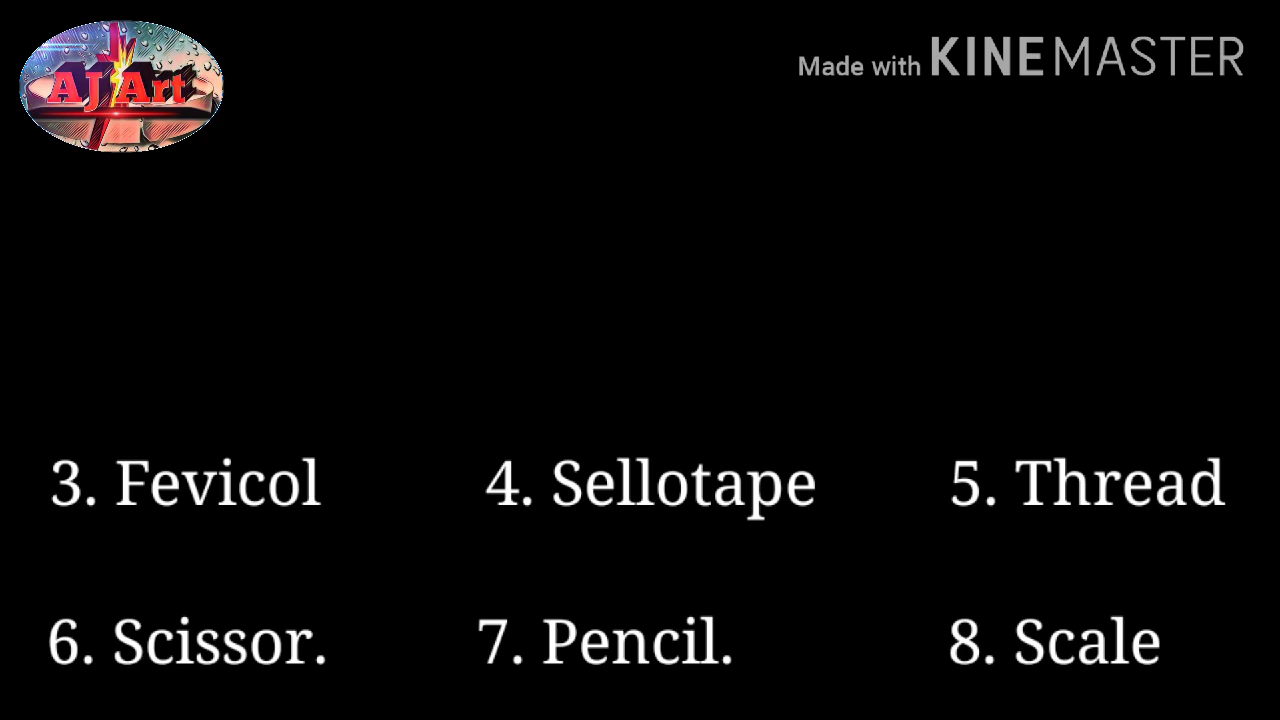 AJ Art
Made with KINEMASTER
3. Fevicol 4. Sellotape 5. Thread
6. Scissor. 7. Pencil. 8. Scale